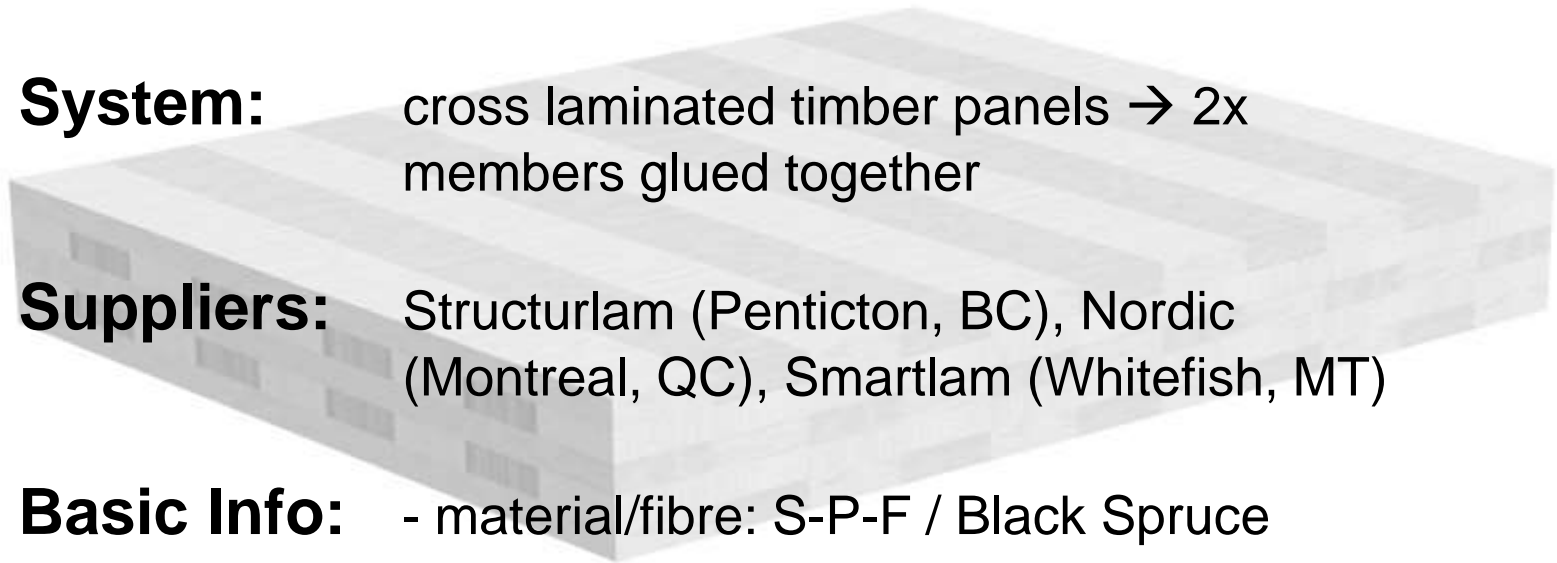 System: cross laminated timber panels → 2x
members glued together
Suppliers: Structurlam (Penticton, BC), Nordic
(Montreal, QC), Smartlam (Whitefish, MT)
Basic Info: - material/fibre: S-P-F / Black Spruce